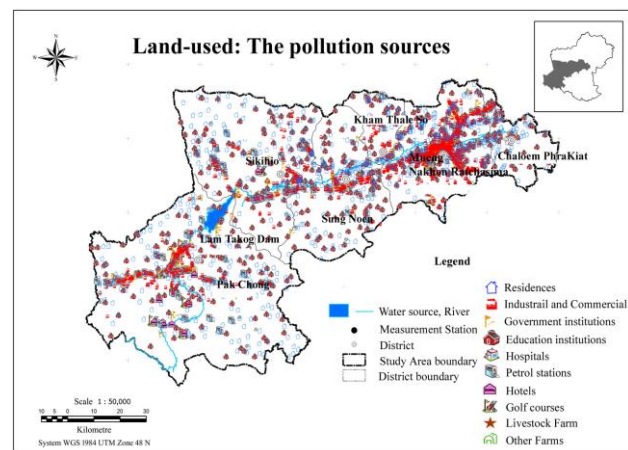 Land-used: The pollution sources
N
W
E
S
Kham Thale So
Sikihio
Mueng
Nakhon Ratchasima
Chaloem PhraKiat
Sung Noen
Lam Takog Dam
Pak Chong
Legend
Water source, River
Measurement Station
District
Study Area boundary
District boundary
Residences
Industrail and Commercial
Government institutions
Education institutions
Hospitals
Petrol stations
Hotels
Golf courses
Livestock Farm
Other Farms
Scale 1 : 50,000
10 5 0 10 20 30
Kilometre
System WGS 1984 UTM Zone 48 N